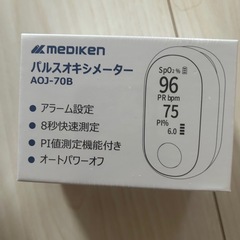 MEDIKEN
パルスオキシメーター
AOJ-70B
●アラーム設定
●8秒快速測定
●PI値測定機能付き
●オートパワーオフ
SpO₂ %
96
PR bpm
75
PI%
6.0